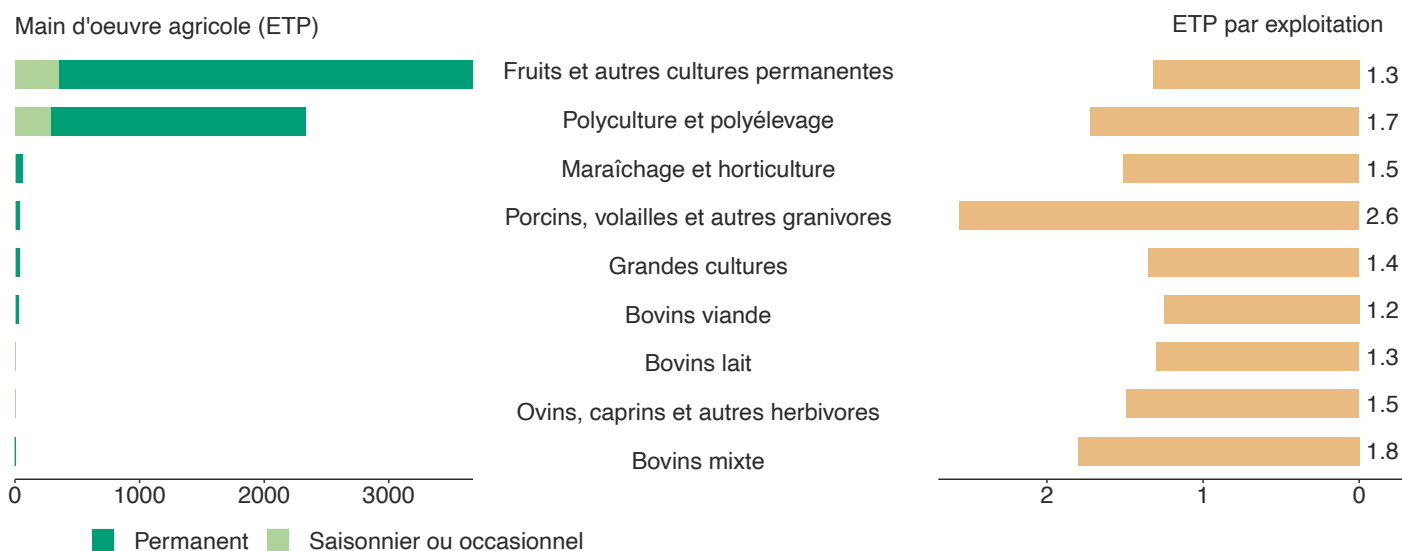 Main d'oeuvre agricole (ETP)
ETP par exploitation
Fruits et autres cultures permanentes
1.3
Polyculture et polyélevage
1.7
Maraîchage et horticulture
1.5
Porcins, volailles et autres granivores
2.6
Grandes cultures
1.4
Bovins viande
1.2
Bovins lait
1.3
Ovins, caprins et autres herbivores
1.5
Bovins mixte
1.8
0 1000 2000 3000
2 1 0
Permanent Saisonnier ou occasionnel